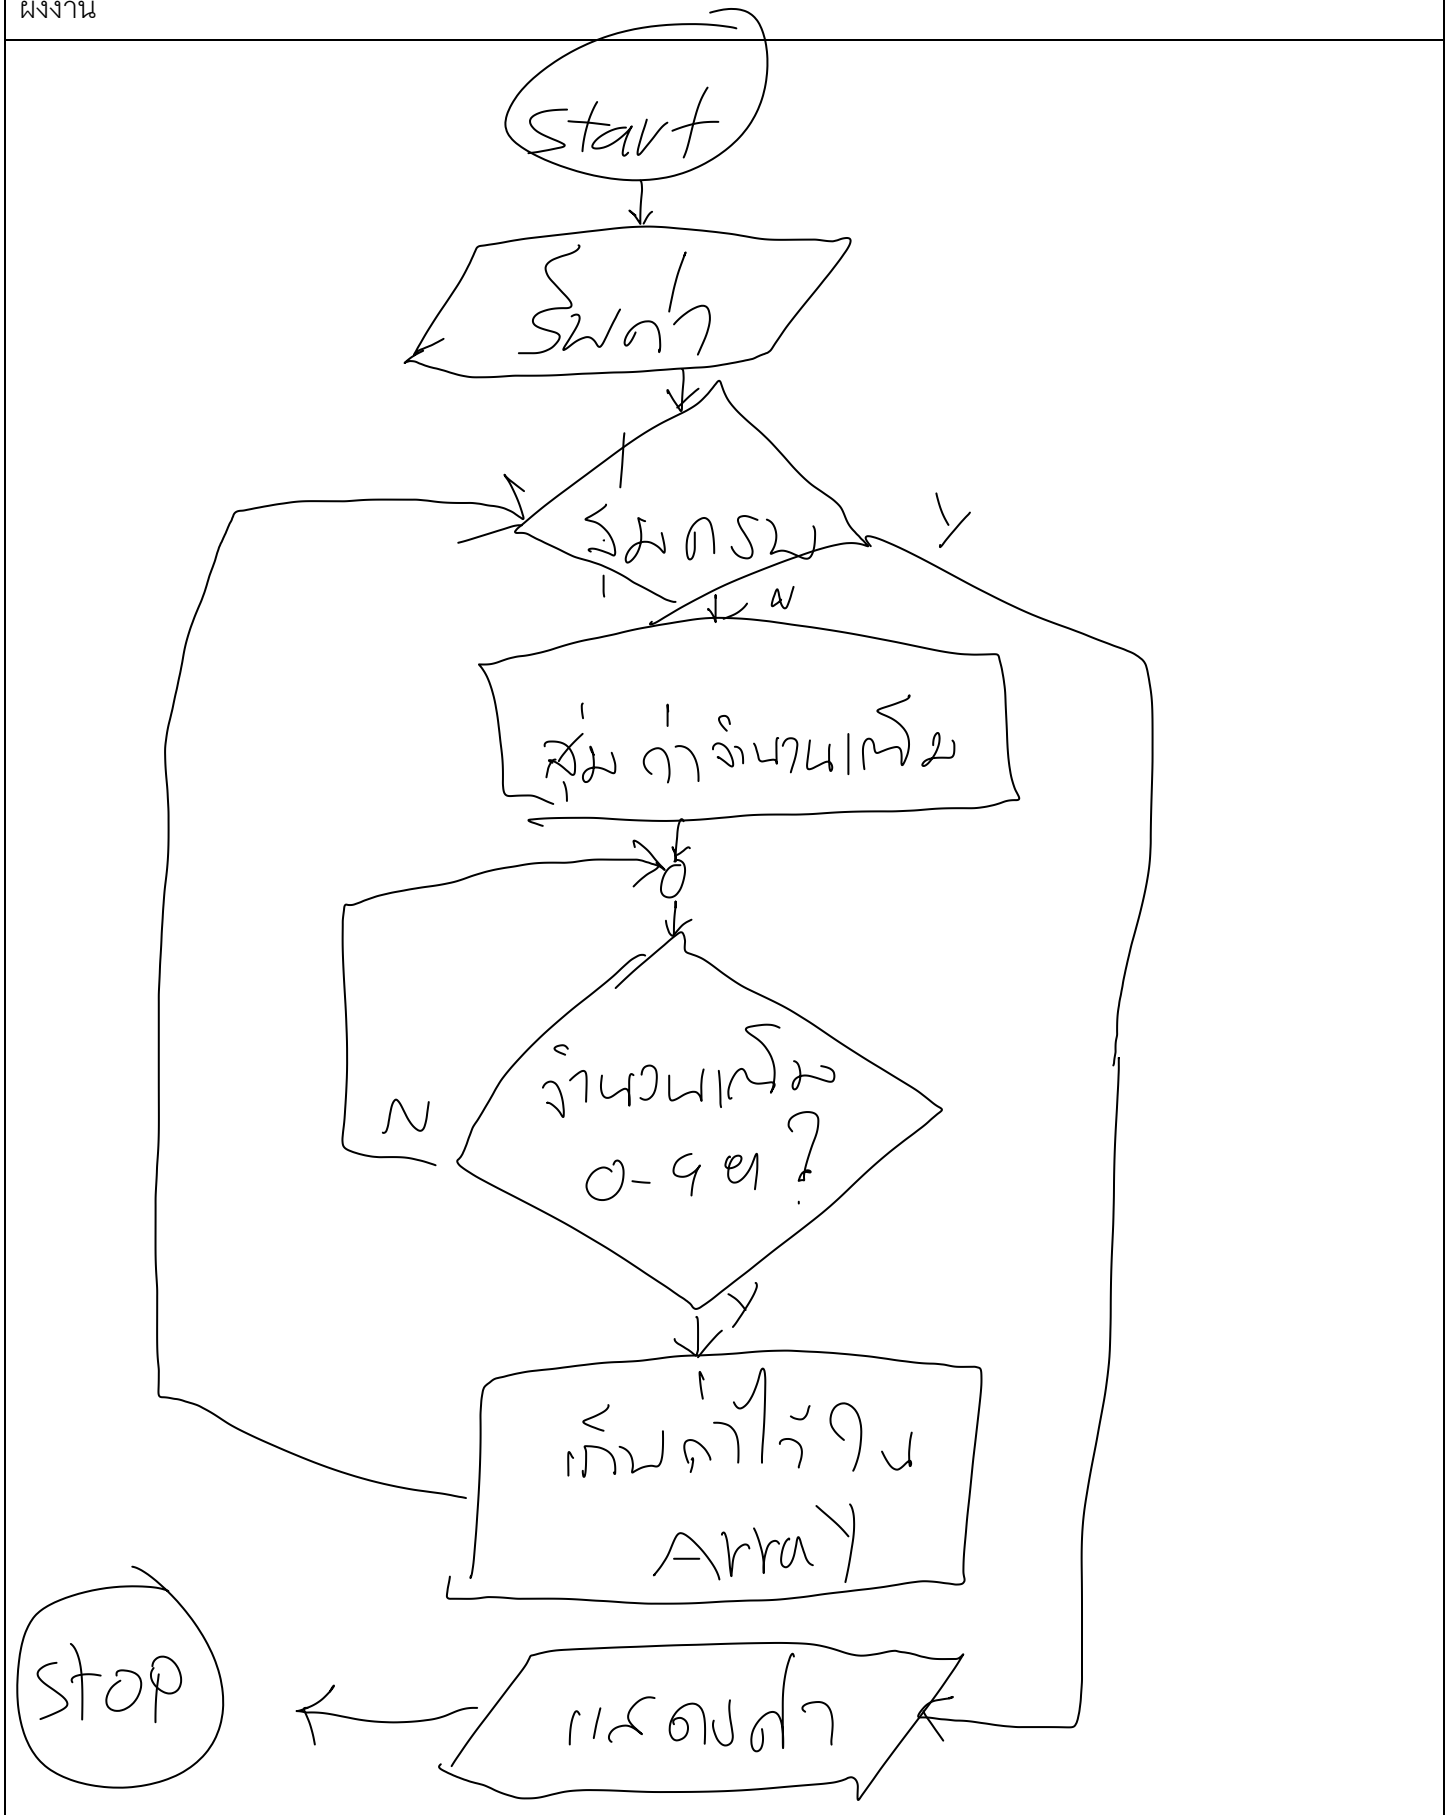 ผังงาน
Start
รับค่า
สุ่มครบ
Y
N
สุ่มค่าจำนวนเต็ม
จำนวนเต็ม
N
0-99?
Y
เก็บค่าไว้ใน
Array
Stop
แสดงค่า